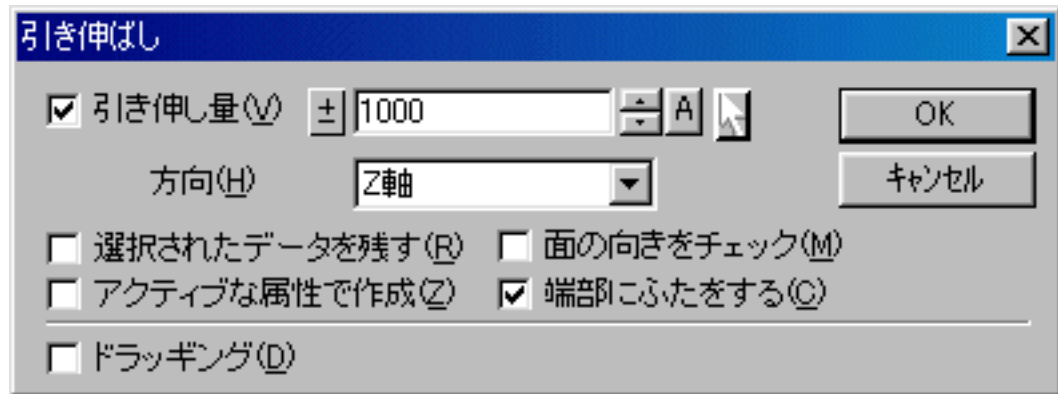 引き伸ばし
引き伸し量(V) ± 1000 A OK
方向(H) Z軸 キャンセル
選択されたデータを残す(R) 面の向きをチェック(M)
アクティブな属性で作成(Z) 端部にふたをする(C)
ドラッギング(D)